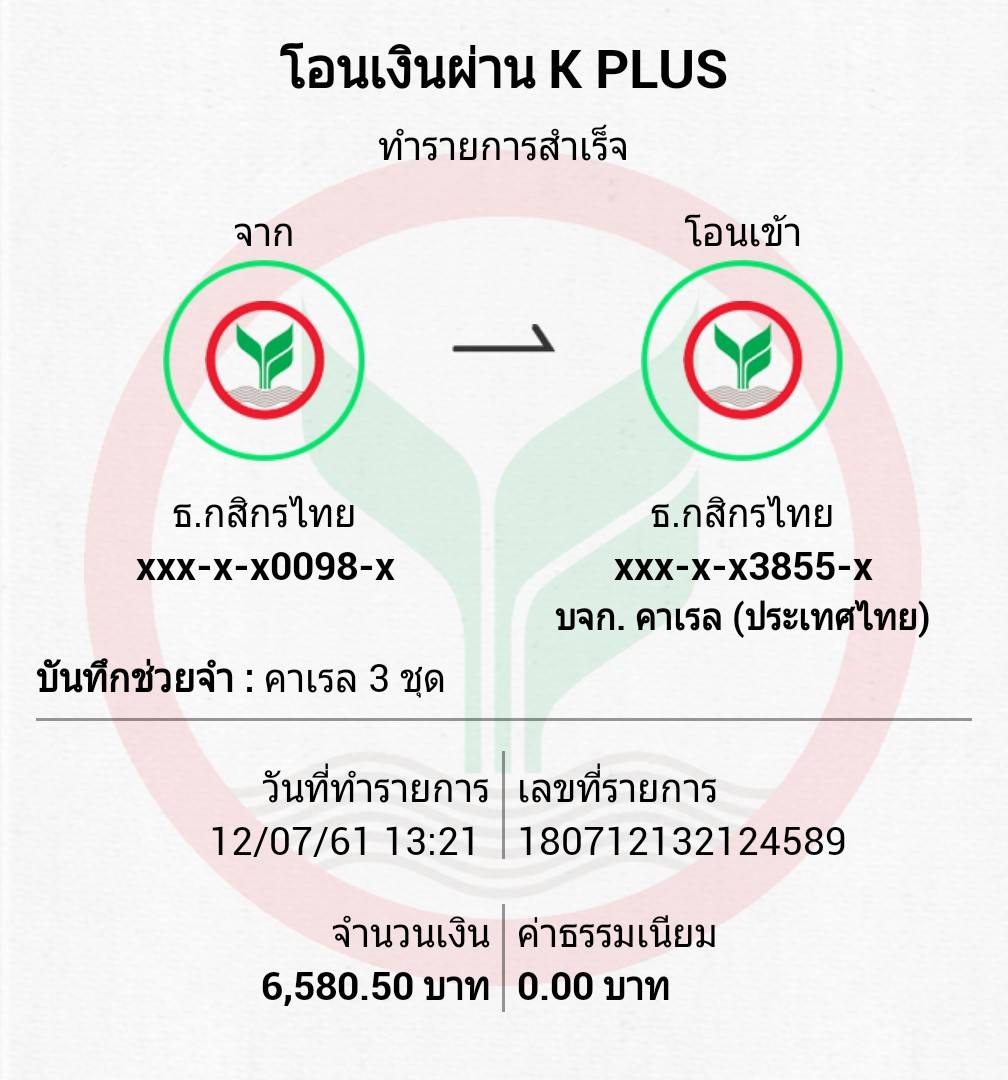 โอนเงินผ่าน K PLUS
ทำรายการสำเร็จ
จาก
โอนเข้า
ธ.กสิกรไทย
xxx-x-x0098-x
ธ.กสิกรไทย
xxx-x-x3855-x
บจก. คาเรล (ประเทศไทย)
บันทึกช่วยจำ : คาเรล 3 ชุด
วันที่ทำรายการ
12/07/61 13:21
เลขที่รายการ
180712132124589
จำนวนเงิน
6,580.50 บาท
ค่าธรรมเนียม
0.00 บาท